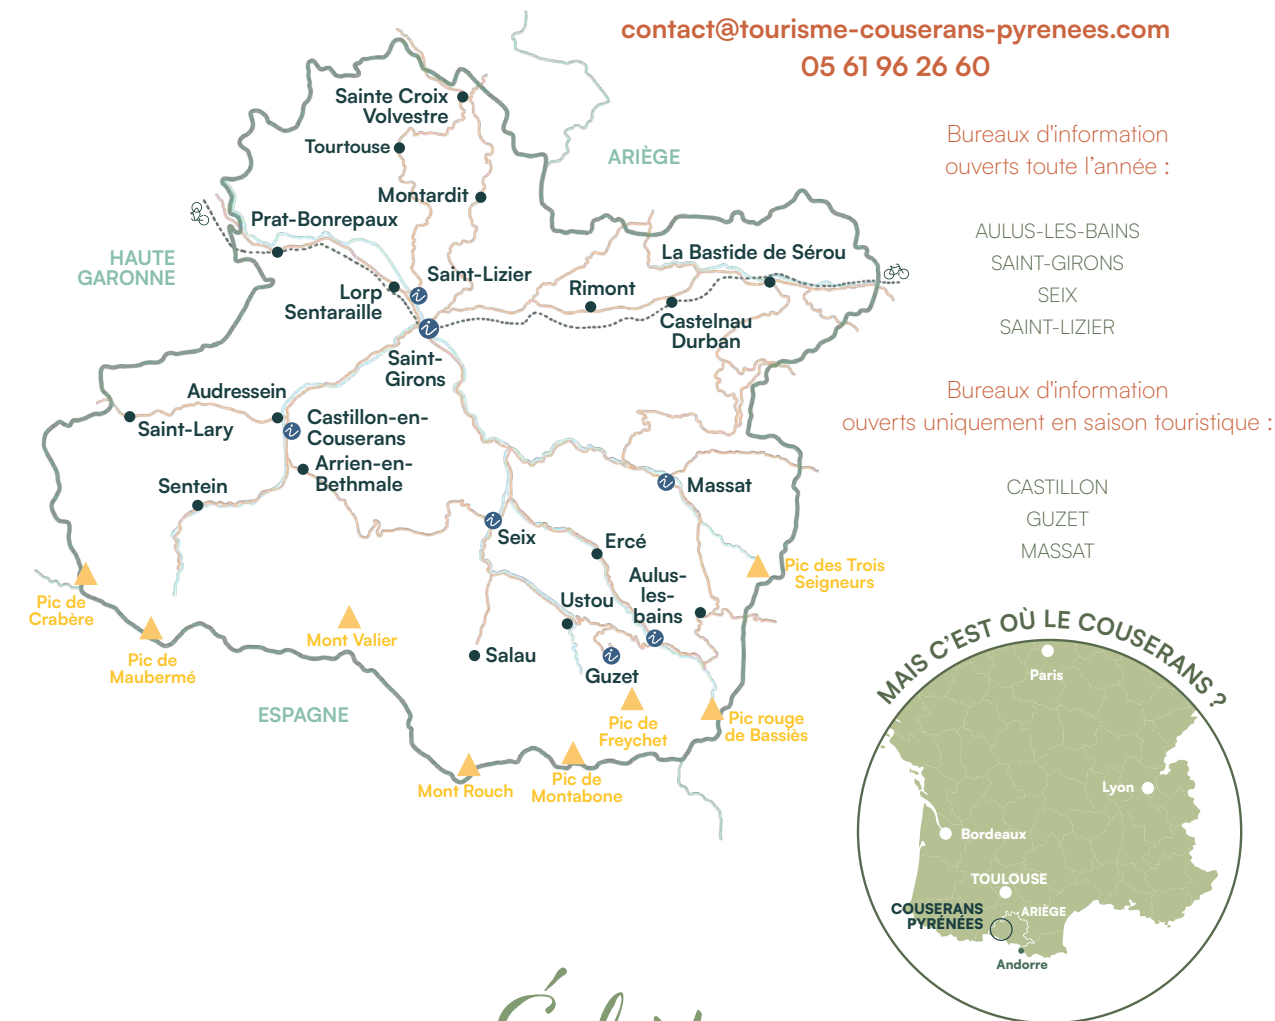 contact@tourisme-couserans-pyrenees.com
05 61 96 26 60
Bureaux d'information
ouverts toute l’année :
AULUS-LES-BAINS
SAINT-GIRONS
SEIX
SAINT-LIZIER
Bureaux d'information
ouverts uniquement en saison touristique :
CASTILLON
GUZET
MASSAT
Sainte Croix
Volvestre
Tourtouse
ARIÈGE
Montardit
Prat-Bonrepaux
HAUTE
GARONNE
La Bastide de Sérou
Saint-Lizier
Rimont
Lorp
Sentaraille
Castelnau
Durban
Saint-
Girons
Audressein
Saint-Lary
Castillon-en-
Couserans
Arrien-en-
Bethmale
Sentein
Massat
Seix
Ercé
Pic des Trois
Seigneurs
Aulus-
les-
bains
Ustou
Pic de
Crabère
Mont Valier
Pic de
Maubermé
Salau
Guzet
ESPAGNE
Pic de
Freychet
Pic rouge
de Bassiès
Mont Rouch
Pic de
Montabone
MAIS C’EST OÙ LE COUSERANS ?
Paris
Lyon
Bordeaux
TOULOUSE
COUSERANS
PYRÉNÉES
ARIÈGE
Andorre